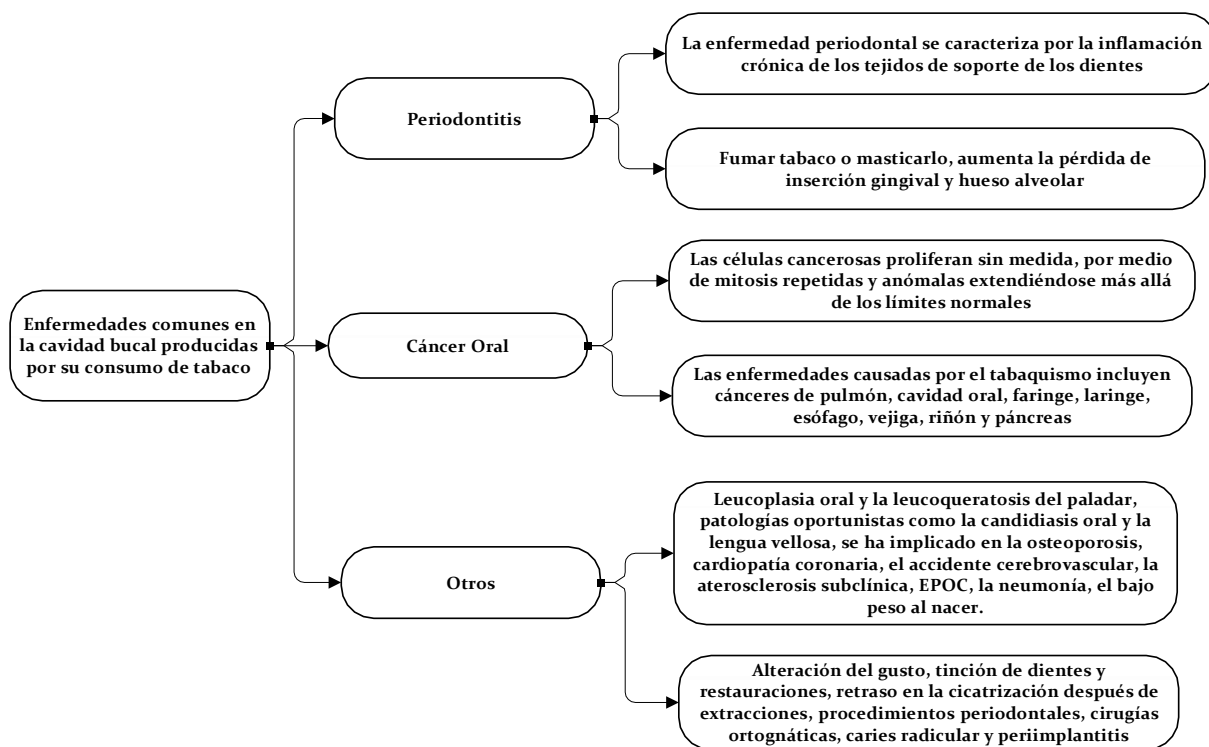 La enfermedad periodontal se caracteriza por la inflamación
crónica de los tejidos de soporte de los dientes
Periodontitis
Fumar tabaco o masticarlo, aumenta la pérdida de
inserción gingival y hueso alveolar
Las células cancerosas proliferan sin medida, por medio
de mitosis repetidas y anómalas extendiéndose más allá
de los límites normales
Enfermedades comunes en
la cavidad bucal producidas
por su consumo de tabaco
Cáncer Oral
Las enfermedades causadas por el tabaquismo incluyen
cánceres de pulmón, cavidad oral, faringe, laringe,
esófago, vejiga, riñón y páncreas
Leucoplasia oral y la leucoqueratosis del paladar,
patologías oportunistas como la candidiasis oral y la
lengua vellosa, se ha implicado en la osteoporosis,
cardiopatía coronaria, el accidente cerebrovascular, la
aterosclerosis subclínica, EPOC, la neumonía, el bajo
peso al nacer.
Otros
Alteración del gusto, tinción de dientes y
restauraciones, retraso en la cicatrización después de
extracciones, procedimientos periodontales, cirugías
ortognáticas, caries radicular y periimplantitis